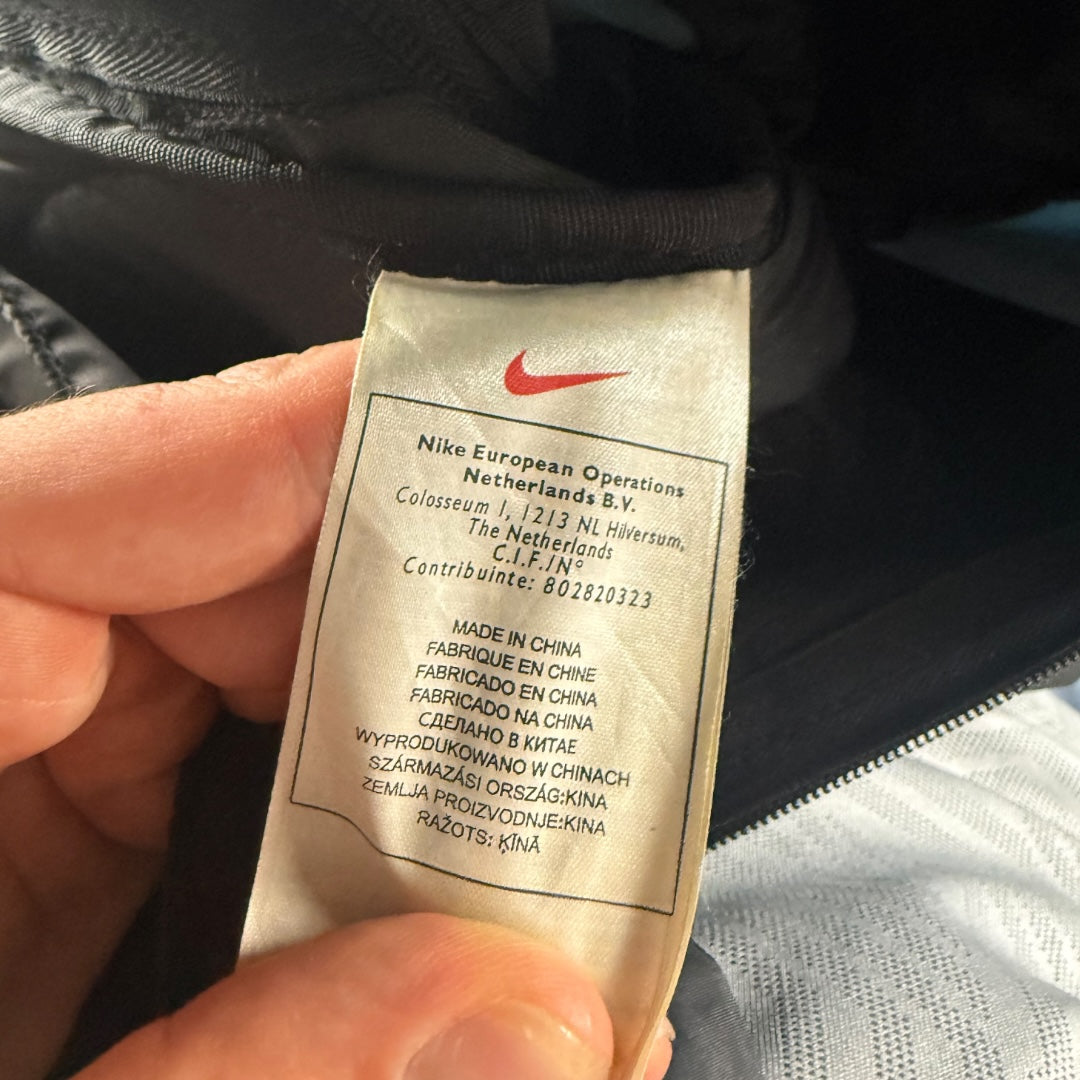 Nike European Operations
Netherlands B.V.
Colosseum 1, 1213 NL Hilversum,
The Netherlands
C.I.F./N°
Contribuinte: 802820323
MADE IN CHINA
FABRIQUE EN CHINE
FABRICADO EN CHINA
FABRICADO NA CHINA
СДЕЛАНО В КИТАЕ
WYPRODUKOWANO W CHINACH
SZÁRMAZÁSI ORSZÁG:KINA
ZEMLJA PROIZVODNJE:KINA
RAŽOTS: ĶĪNĀ